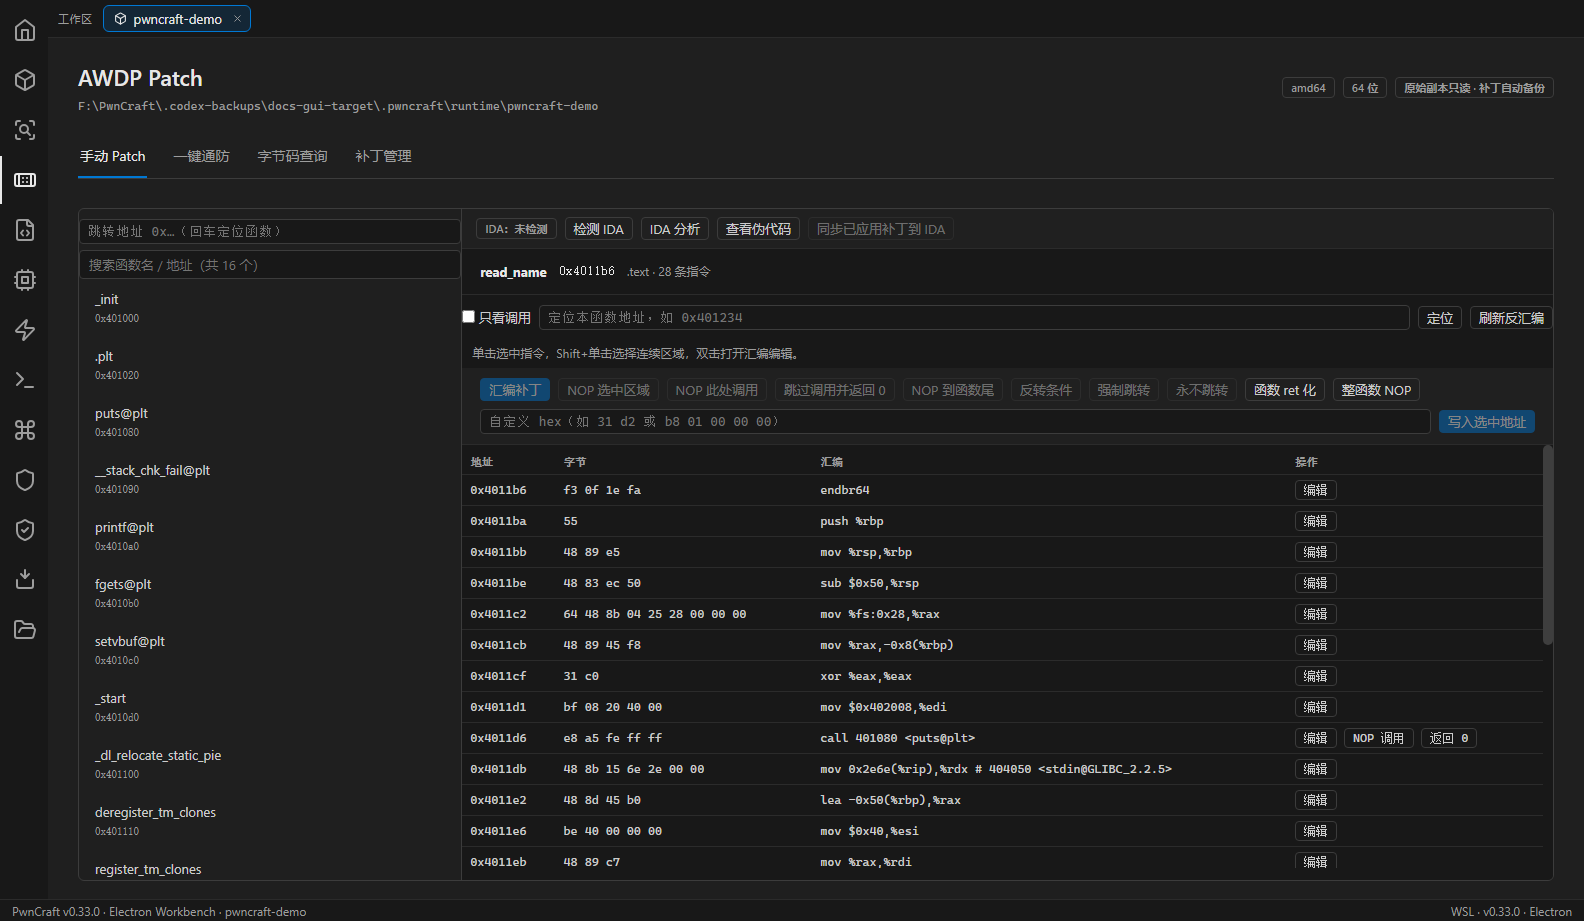 工作区
pwncraft-demo ×
AWDP Patch
F:\PwnCraft\.codex-backups\docs-gui-target\.pwncraft\runtime\pwncraft-demo
amd64
64 位
原始副本只读 · 补丁自动备份
手动 Patch
一键通防
字节码查询
补丁管理
跳转地址 0x…（回车定位函数）
搜索函数名 / 地址（共 16 个）
_init
0x401000
.plt
0x401020
puts@plt
0x401080
__stack_chk_fail@plt
0x401090
printf@plt
0x4010a0
fgets@plt
0x4010b0
setvbuf@plt
0x4010c0
_start
0x4010d0
_dl_relocate_static_pie
0x401100
deregister_tm_clones
0x401110
register_tm_clones
IDA：未检测
检测 IDA
IDA 分析
查看伪代码
同步已应用补丁到 IDA
read_name 0x4011b6 .text · 28 条指令
只看调用
定位本函数地址，如 0x401234
定位
刷新反汇编
单击选中指令，Shift+单击选择连续区域，双击打开汇编编辑。
汇编补丁
NOP 选中区域
NOP 此处调用
跳过调用并返回 0
NOP 到函数尾
反转条件
强制跳转
永不跳转
函数 ret 化
整函数 NOP
自定义 hex（如 31 d2 或 b8 01 00 00 00）
写入选中地址
地址 字节 汇编 操作
0x4011b6 f3 0f 1e fa endbr64 编辑
0x4011ba 55 push %rbp 编辑
0x4011bb 48 89 e5 mov %rsp,%rbp 编辑
0x4011be 48 83 ec 50 sub $0x50,%rsp 编辑
0x4011c2 64 48 8b 04 25 28 00 00 00 mov %fs:0x28,%rax 编辑
0x4011cb 48 89 45 f8 mov %rax,-0x8(%rbp) 编辑
0x4011cf 31 c0 xor %eax,%eax 编辑
0x4011d1 bf 08 20 40 00 mov $0x402008,%edi 编辑
0x4011d6 e8 a5 fe ff ff call 401080 <puts@plt> 编辑 NOP 调用 返回 0
0x4011db 48 8b 15 6e 2e 00 00 mov 0x2e6e(%rip),%rdx # 404050 <stdin@GLIBC_2.2.5> 编辑
0x4011e2 48 8d 45 b0 lea -0x50(%rbp),%rax 编辑
0x4011e6 be 40 00 00 00 mov $0x40,%esi 编辑
0x4011eb 48 89 c7 mov %rax,%rdi 编辑
PwnCraft v0.33.0 · Electron Workbench · pwncraft-demo
WSL · v0.33.0 · Electron